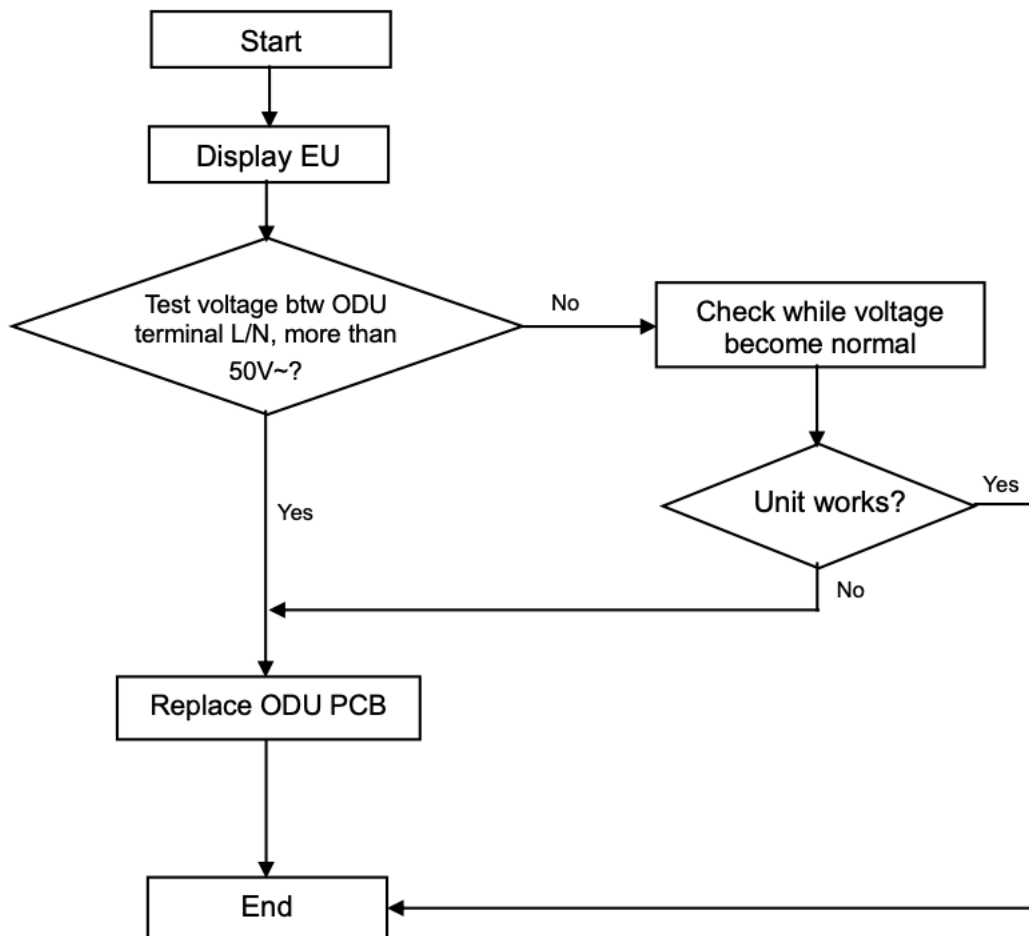 Start
Display EU
Test voltage btw ODU
terminal L/N, more than
50V~?
No
Check while voltage
become normal
Unit works?
Yes
Yes
No
Replace ODU PCB
End